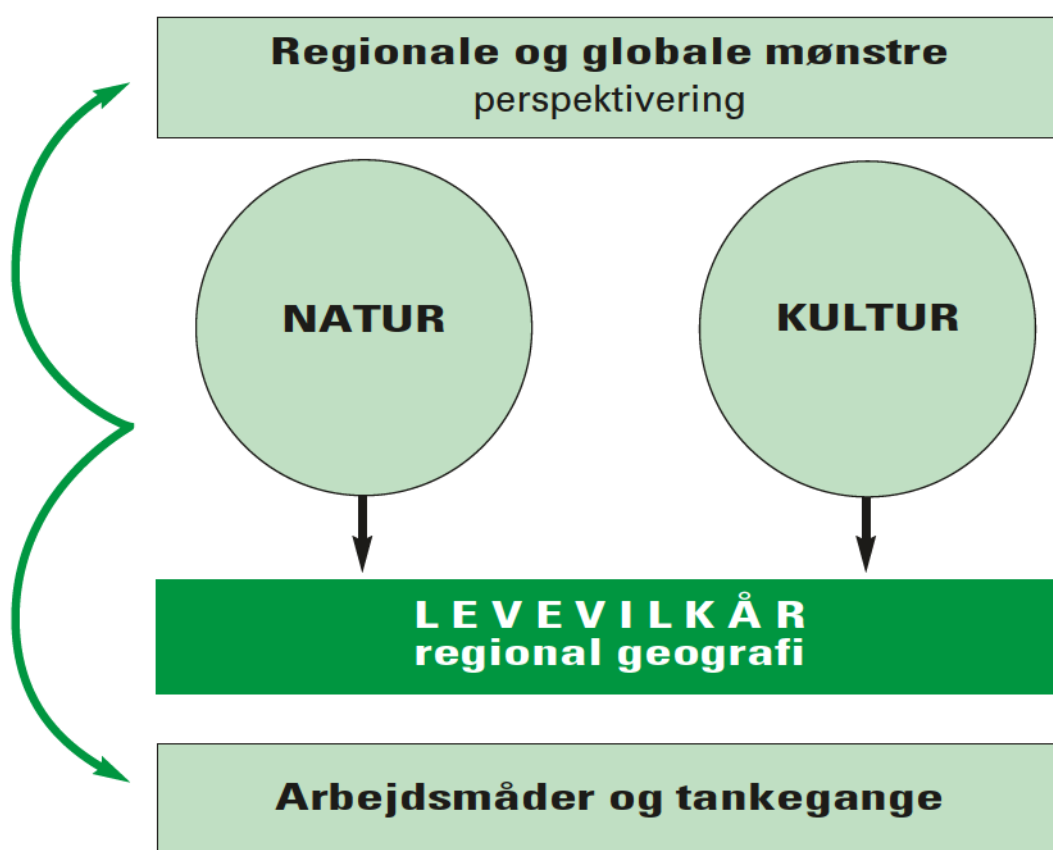 Regionale og globale mønstre
perspektivering
NATUR
KULTUR
LEVEVILKÅR
regional geografi
Arbejdsmåder og tankegange